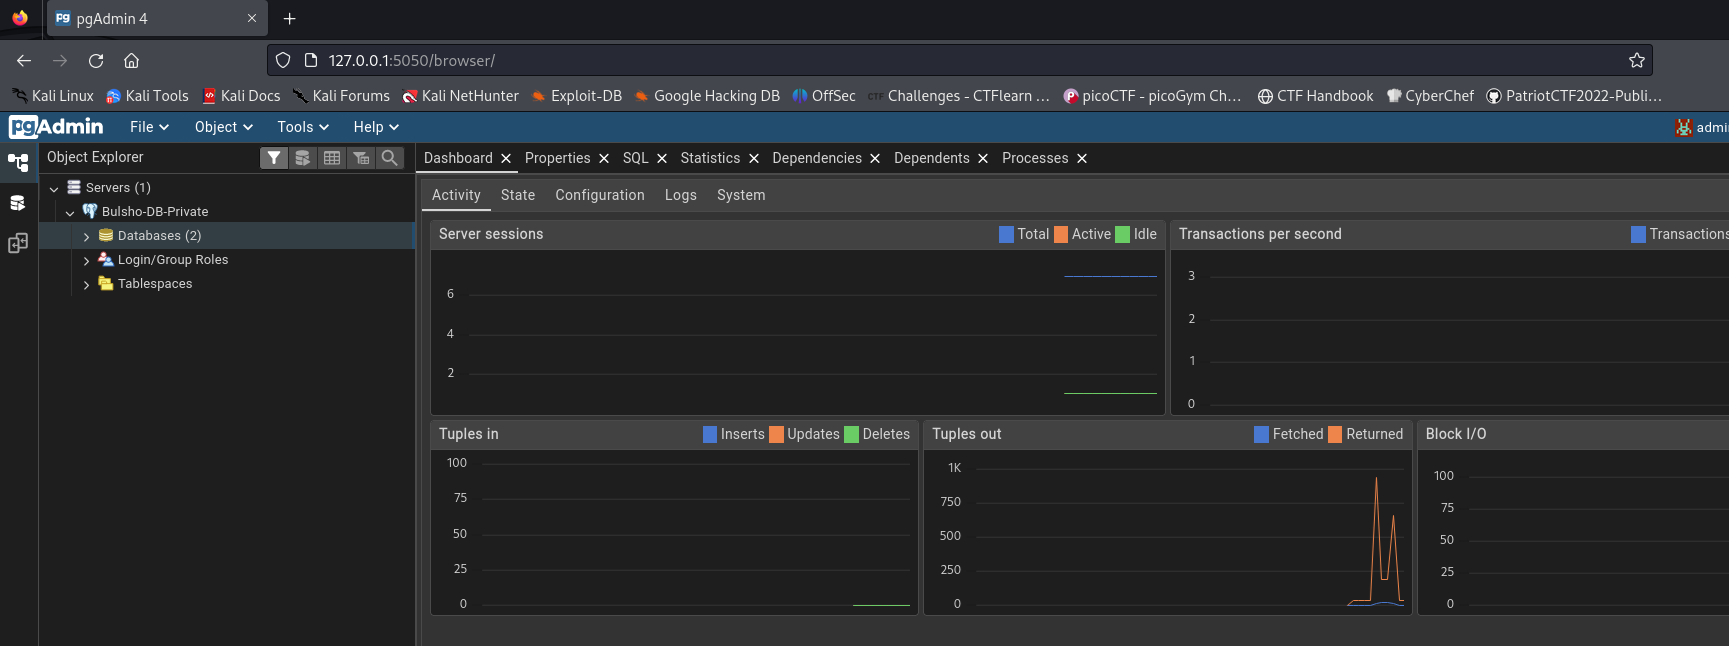 pgAdmin 4
127.0.0.1:5050/browser/
Kali Linux Kali Tools Kali Docs Kali Forums Kali NetHunter Exploit-DB Google Hacking DB OffSec CTF Challenges - CTFlearn ... picoCTF - picoGym Ch... CTF Handbook CyberChef PatriotCTF2022-Publi...
pgAdmin File Object Tools Help admi
Object Explorer
Dashboard Properties SQL Statistics Dependencies Dependents Processes
Servers (1)
Bulsho-DB-Private
Databases (2)
Login/Group Roles
Tablespaces
Activity State Configuration Logs System
Server sessions Total Active Idle
6
4
2
Transactions per second Transactions
3
2
1
0
Tuples in Inserts Updates Deletes
100
75
50
25
0
Tuples out Fetched Returned
1K
750
500
250
0
Block I/O
100
75
50
25
0